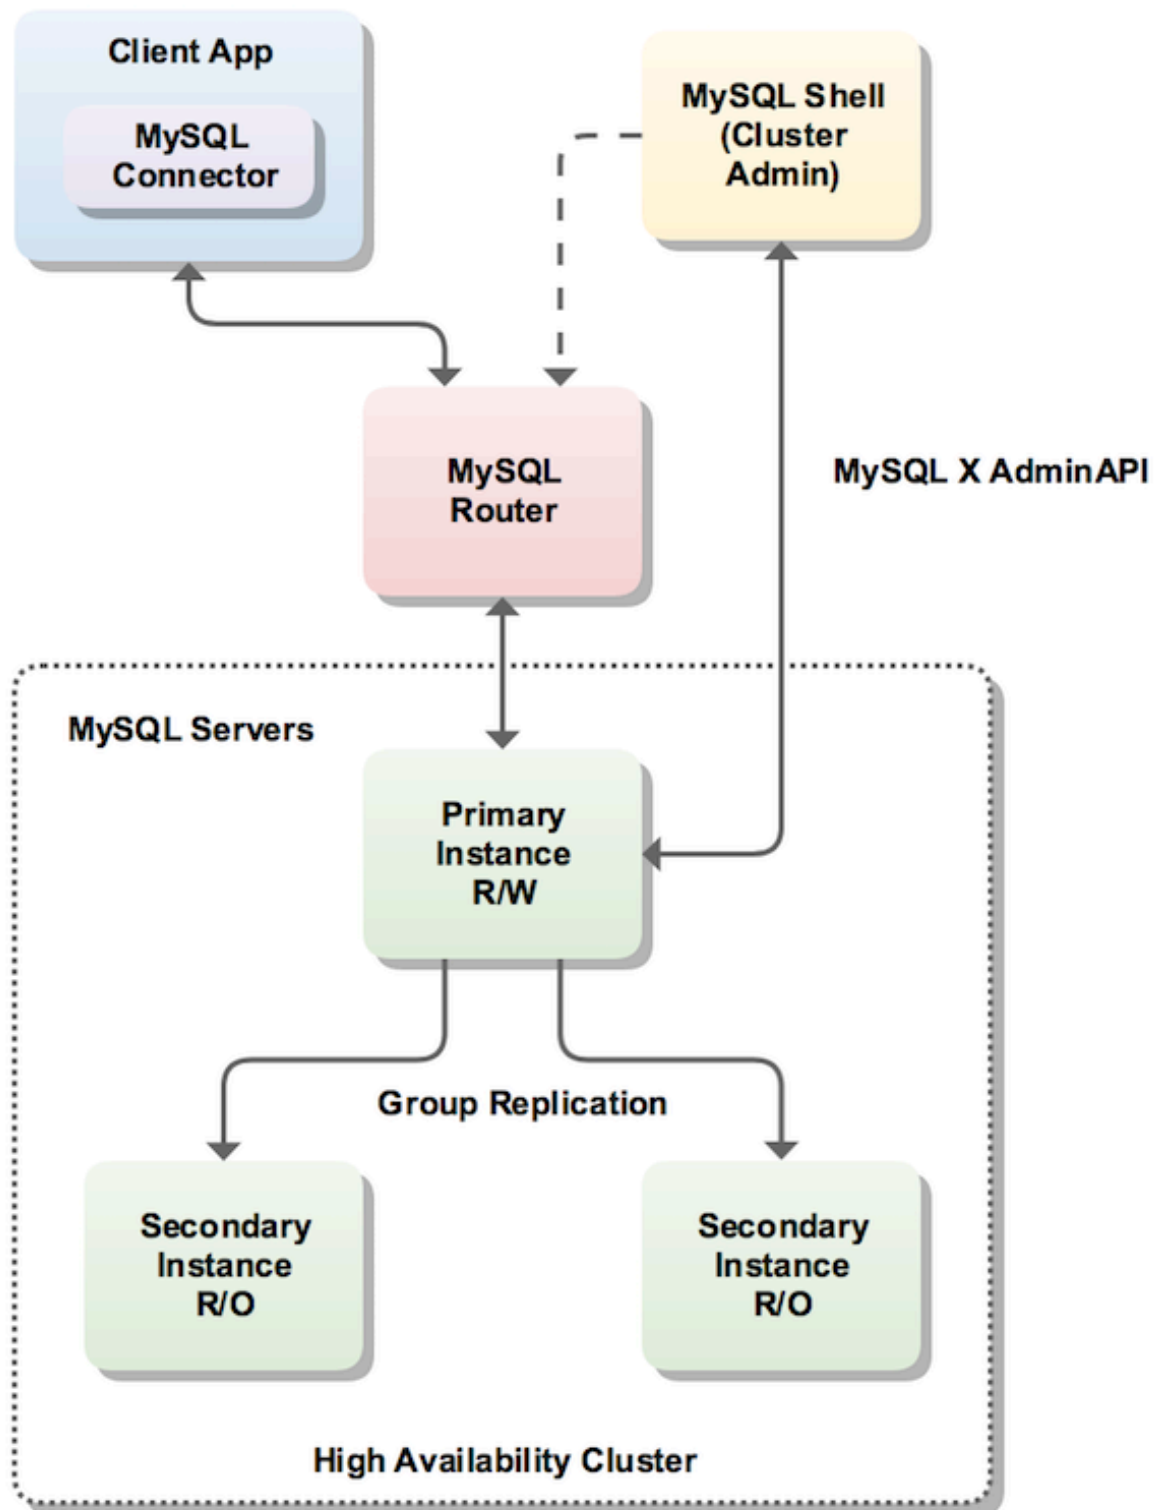 Client App
MySQL
Connector
MySQL Shell
(Cluster
Admin)
MySQL
Router
MySQL X AdminAPI
MySQL Servers
Primary
Instance
R/W
Group Replication
Secondary
Instance
R/O
Secondary
Instance
R/O
High Availability Cluster